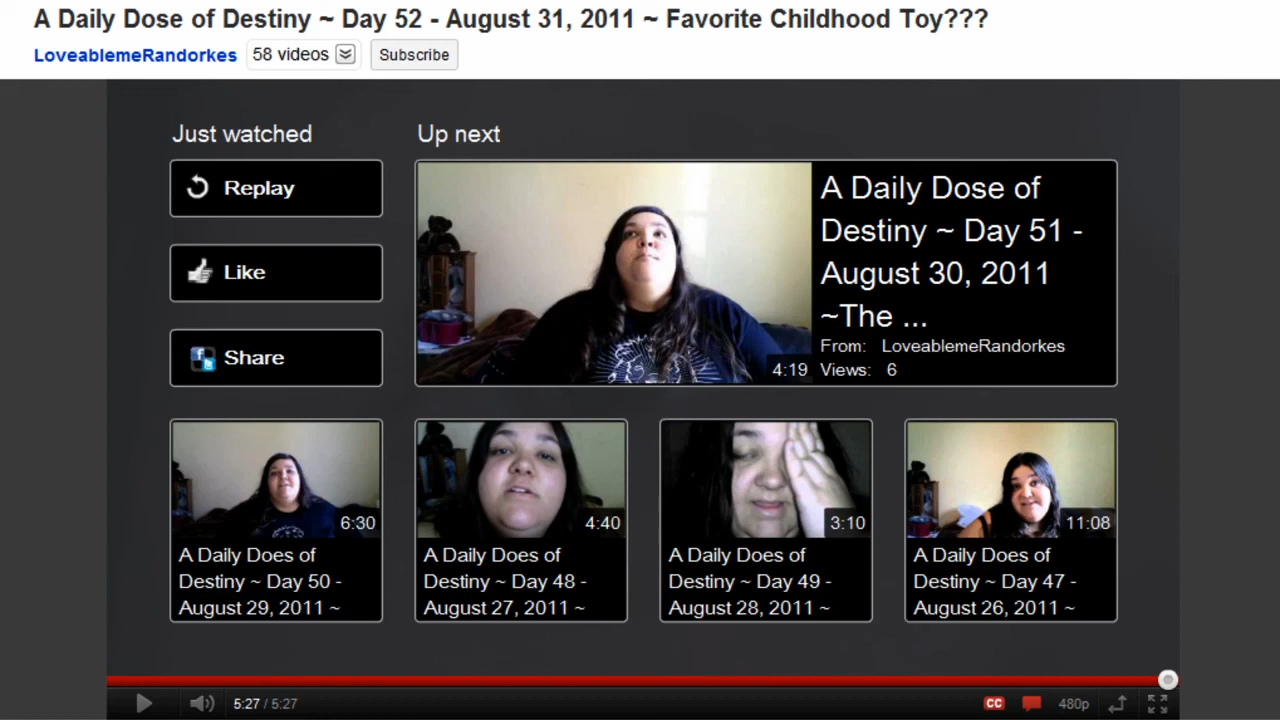 A Daily Dose of Destiny ~ Day 52 - August 31, 2011 ~ Favorite Childhood Toy???
LoveablemeRandorkes 58 videos Subscribe
Just watched
Up next
Replay
Like
Share
4:19
A Daily Dose of
Destiny ~ Day 51 -
August 30, 2011
~The ...
From: LoveablemeRandorkes
Views: 6
6:30
A Daily Does of
Destiny ~ Day 50 -
August 29, 2011 ~
4:40
A Daily Does of
Destiny ~ Day 48 -
August 27, 2011 ~
3:10
A Daily Does of
Destiny ~ Day 49 -
August 28, 2011 ~
11:08
A Daily Does of
Destiny ~ Day 47 -
August 26, 2011 ~
5:27 / 5:27 CC 480p